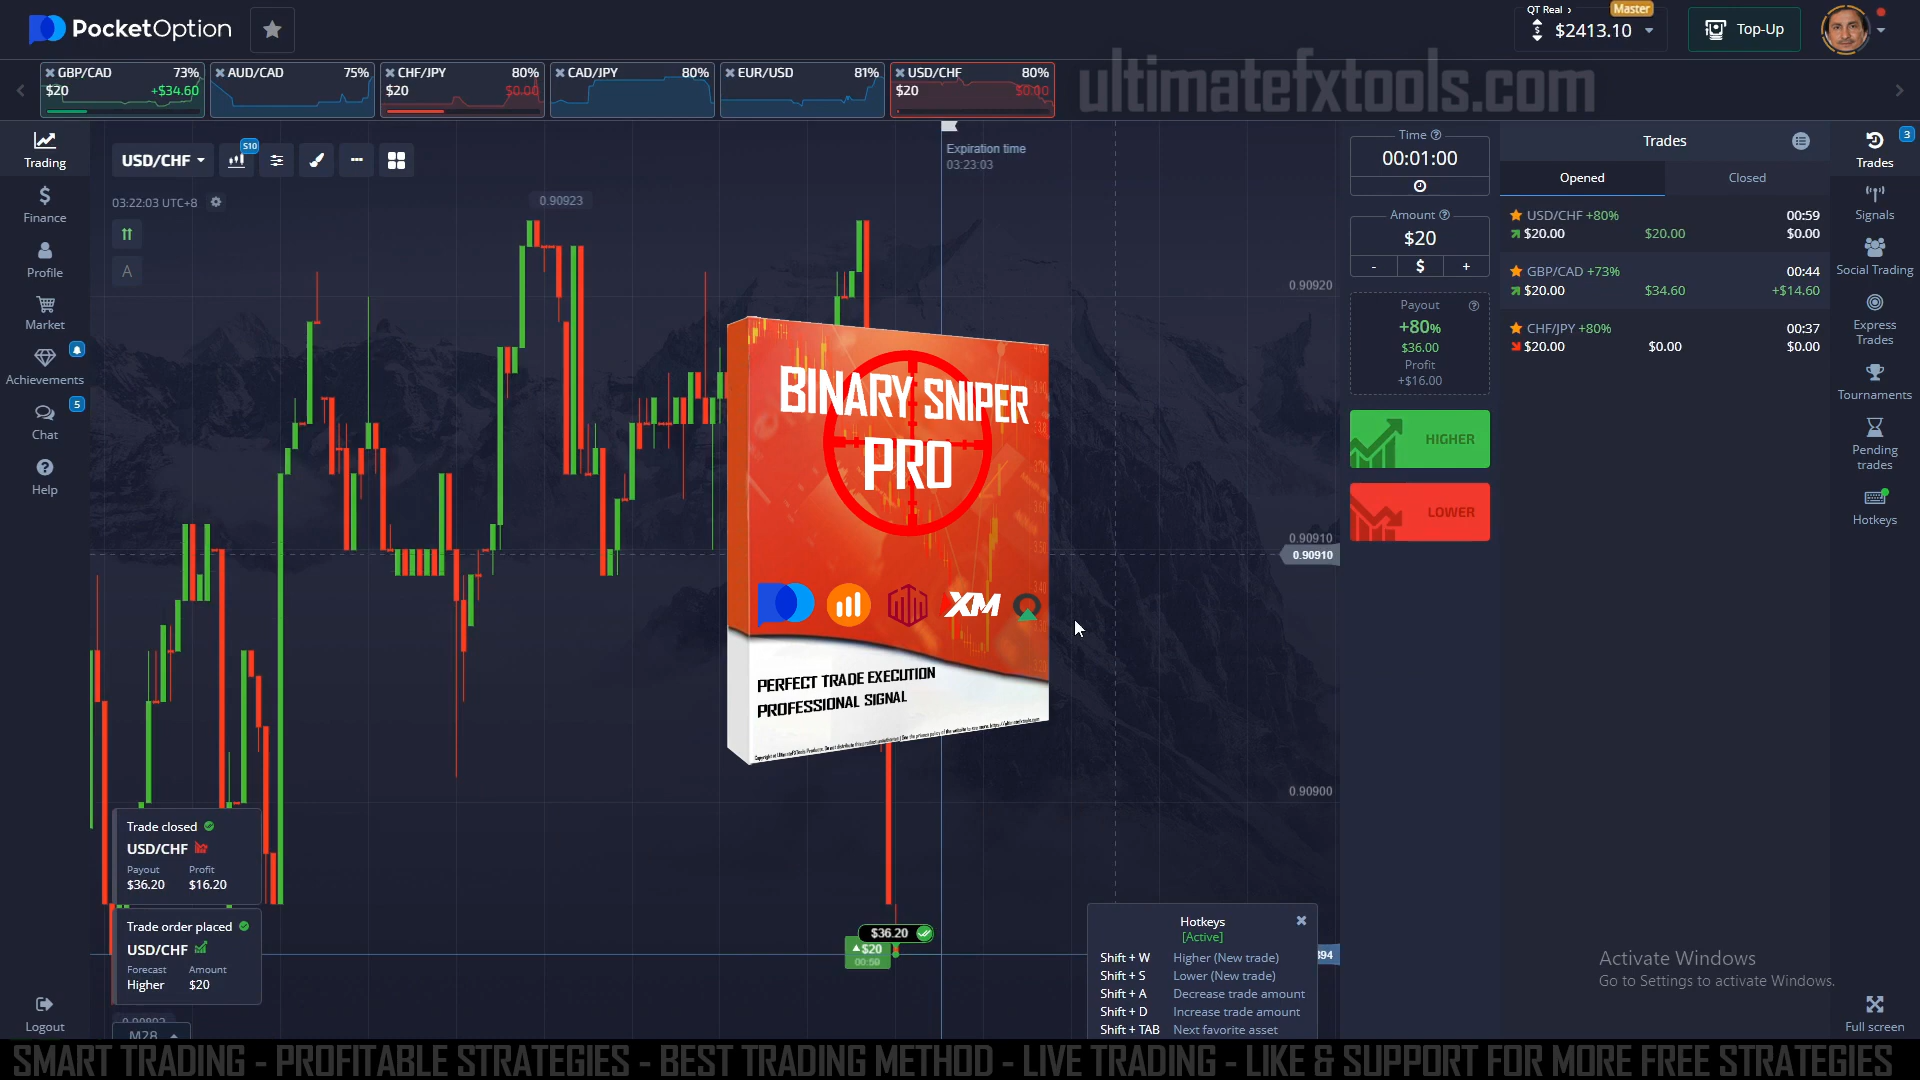 PocketOption
QT Real
Master
$2413.10
Top-Up
GBP/CAD 73%
$20 +$34.60
AUD/CAD 75%
CHF/JPY 80%
$20 $0.00
CAD/JPY 80%
EUR/USD 81%
USD/CHF 80%
$20 $0.00
ultimatefxtools.com
Trading
Finance
Profile
Market
Achievements
5
Chat
Help
Logout
USD/CHF
S10
03:22:03 UTC+8
A
0.90923
Expiration time
03:23:03
0.90920
0.90910
0.90910
0.90900
BINARY SNIPER
PRO
XM
PERFECT TRADE EXECUTION
PROFESSIONAL SIGNAL
Trade closed
USD/CHF
Payout Profit
$36.20 $16.20
Trade order placed
USD/CHF
Forecast Amount
Higher $20
M28
$36.20
$20
00:59
Hotkeys
[Active]
Shift + W Higher (New trade)
Shift + S Lower (New trade)
Shift + A Decrease trade amount
Shift + D Increase trade amount
Shift + TAB Next favorite asset
394
Time
00:01:00
Amount
$20
- $ +
Payout
+80%
$36.00
Profit
+$16.00
HIGHER
LOWER
Trades
Opened Closed
USD/CHF +80% 00:59
$20.00 $20.00 $0.00
GBP/CAD +73% 00:44
$20.00 $34.60 +$14.60
CHF/JPY +80% 00:37
$20.00 $0.00 $0.00
3
Trades
Signals
Social Trading
Express
Trades
Tournaments
Pending
trades
Hotkeys
Full screen
Activate Windows
Go to Settings to activate Windows.
SMART TRADING - PROFITABLE STRATEGIES - BEST TRADING METHOD - LIVE TRADING - LIKE & SUPPORT FOR MORE FREE STRATEGIES